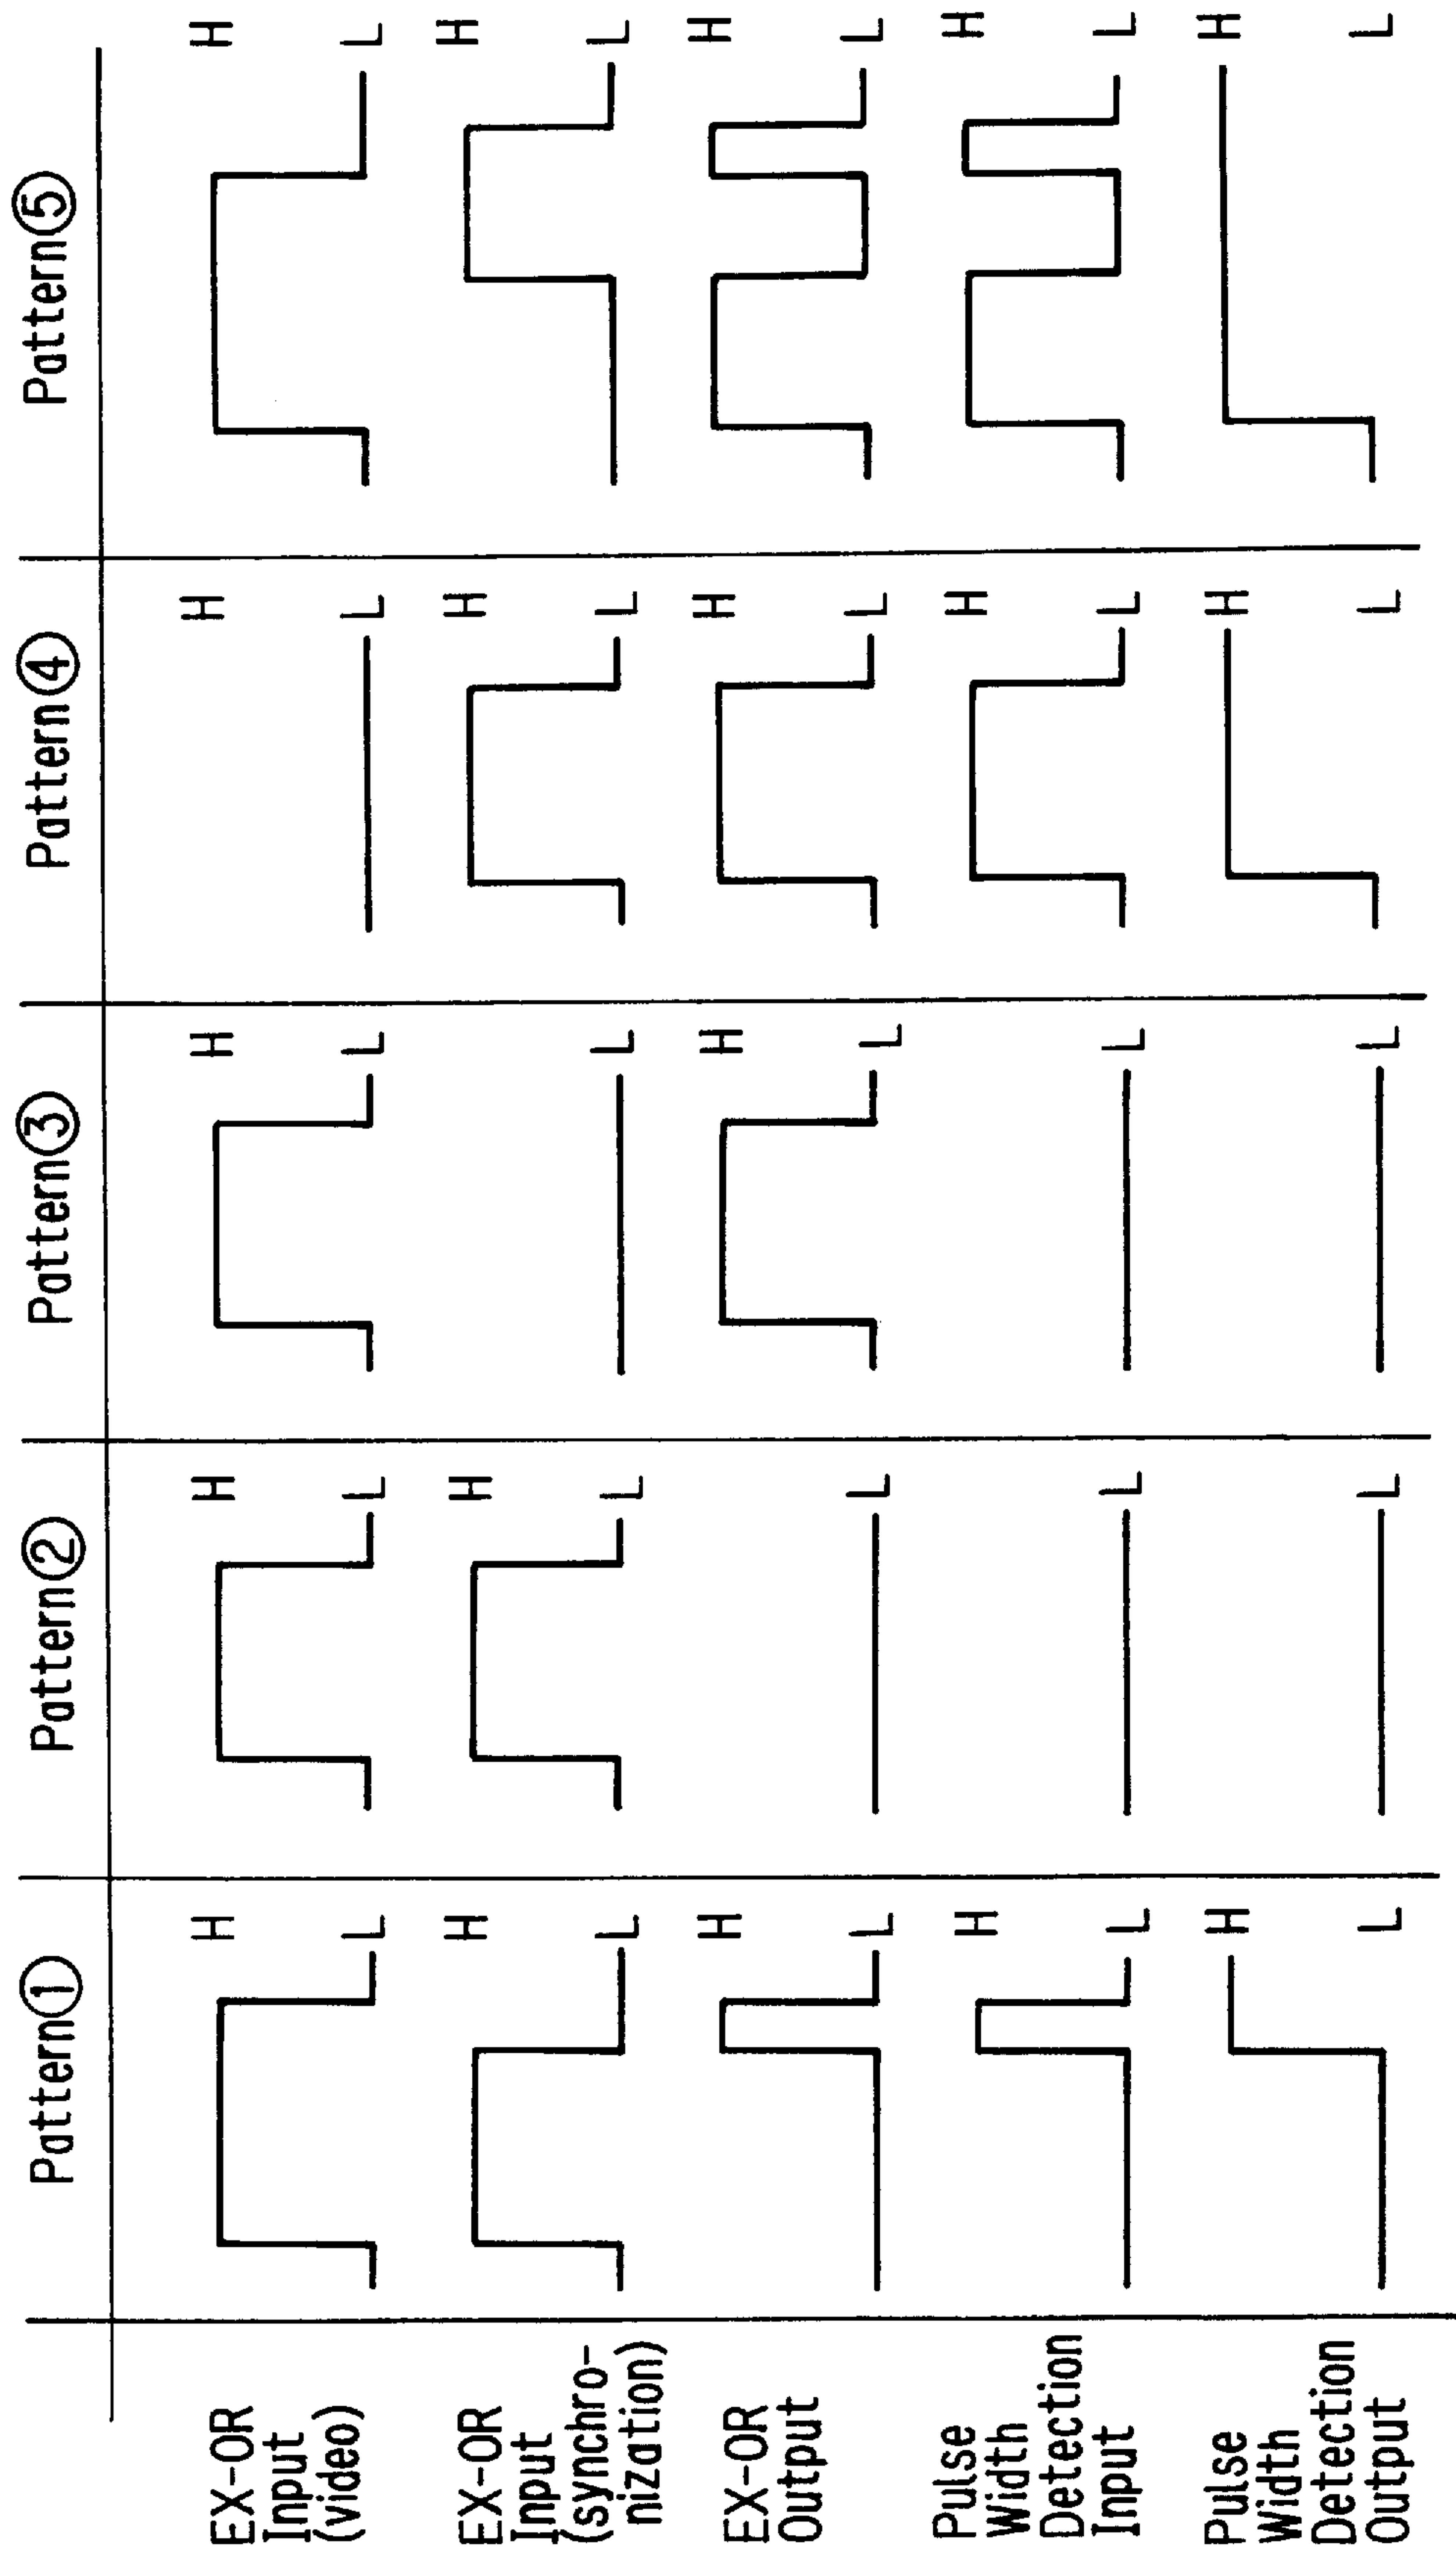 Pattern① Pattern② Pattern③ Pattern④ Pattern⑤
EX-OR
Input
(video)
H H H H H
L L L L L
EX-OR
Input
(synchro-
nization)
H H H H
L L L L L
EX-OR
Output
H H H H
L L L L L
Pulse
Width
Detection
Input
H H H
L L L L L
Pulse
Width
Detection
Output
H H H
L L L L L